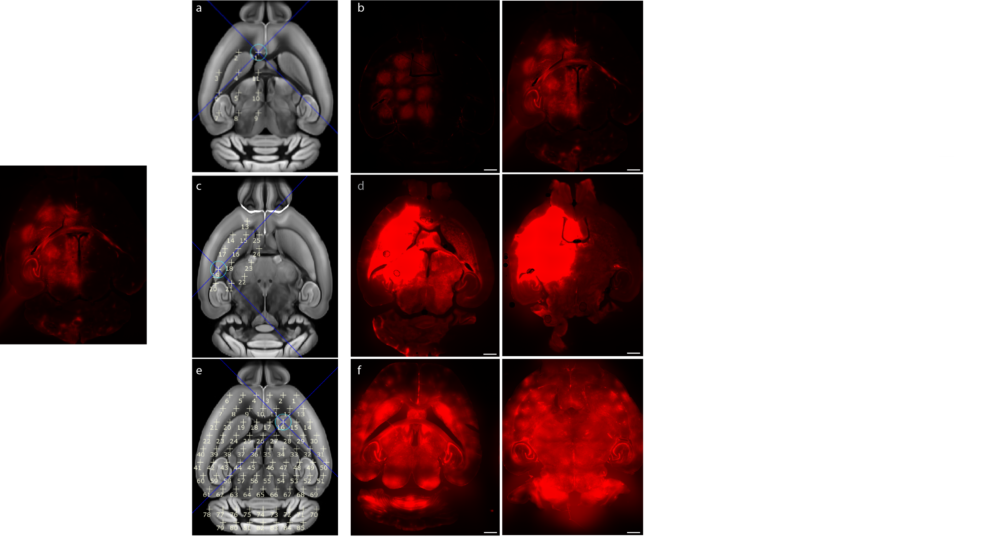 a
b
2 1
3 4 11
6 5 10
7 8 9
c
d
13
14 15 25
17 16 24
18 23
19
22
20 21
e
f
6 5 4 3 2 1
7 8 9 10 11 12 13
21 20 19 18 17 16 15 14
22 23 24 25 26 27 28 29 30
40 39 38 37 36 35 34 33 32 31
41 42 43 44 45 46 47 48 49 50
60 59 58 57 56 55 54 53 52 51
61 62 63 64 65 66 67 68 69
78 77 76 75 74 73 72 71 70
79 80 81 82 83 84 85